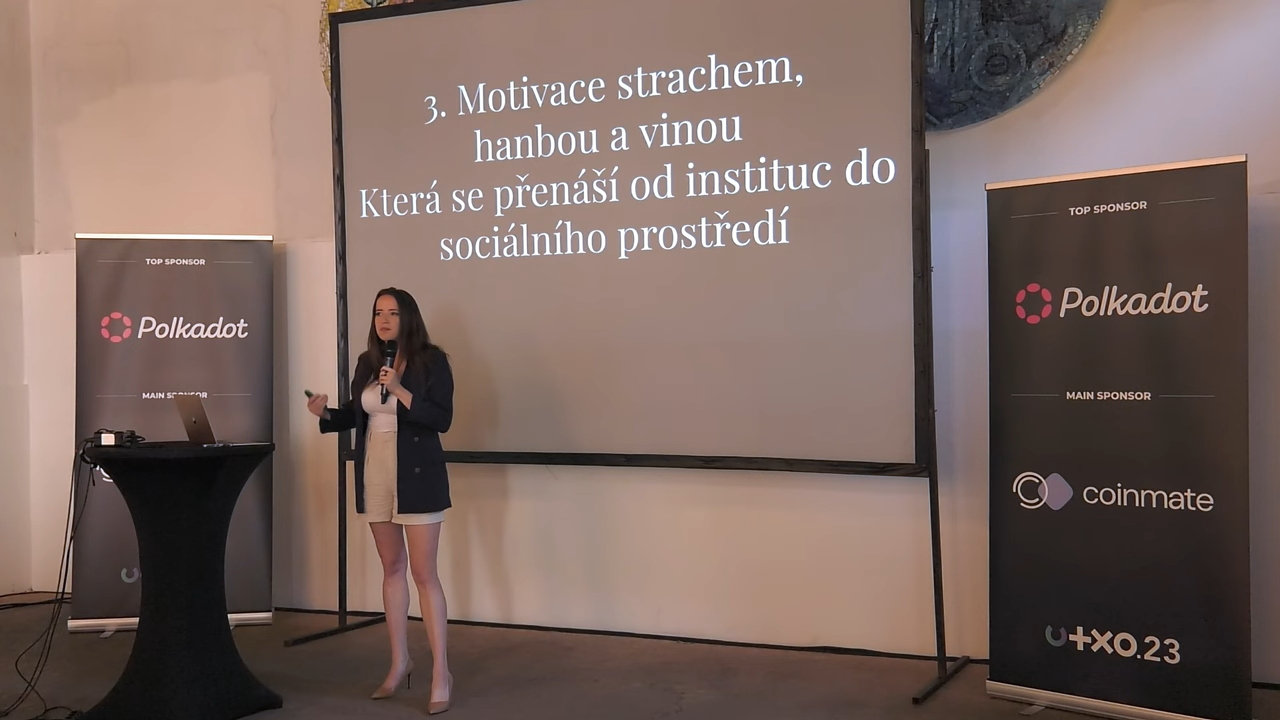 3. Motivace strachem,
hanbou a vinou
Která se přenáší od instituc do
sociálního prostředí
TOP SPONSOR
Polkadot
MAIN SPONSOR
TOP SPONSOR
Polkadot
MAIN SPONSOR
coinmate
utxo.23